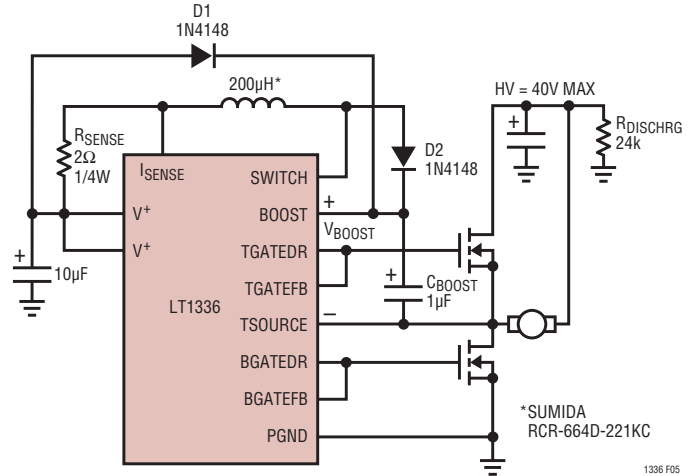 D1
1N4148
200µH*
HV = 40V MAX
+
RDISCHRG
24k
RSENSE
2Ω
1/4W
D2
1N4148
ISENSE
SWITCH
V+
BOOST
+
VBOOST
V+
TGATEDR
+
10µF
TGATEFB
+
CBOOST
1µF
LT1336
TSOURCE
–
BGATEDR
BGATEFB
*SUMIDA
RCR-664D-221KC
PGND
1336 F05